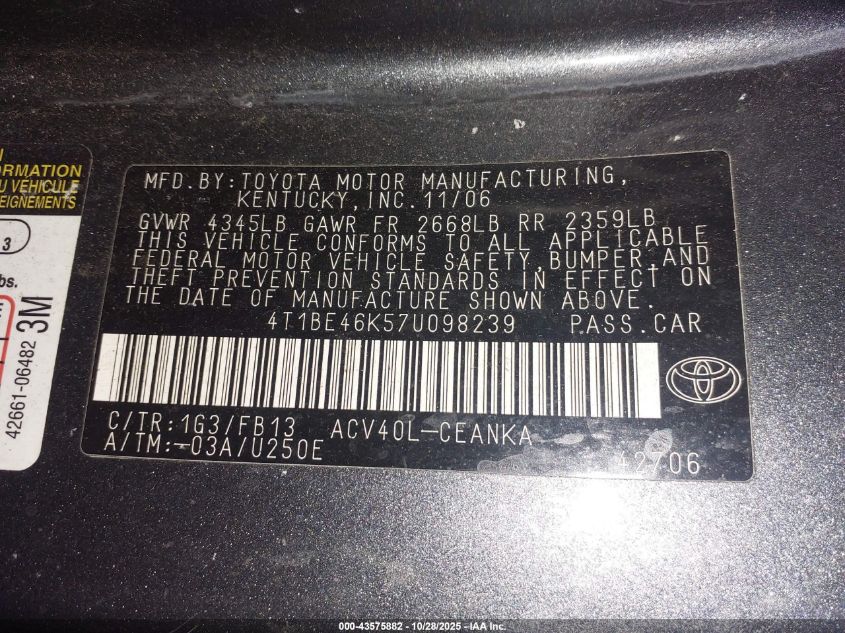 MFD.BY:TOYOTA MOTOR MANUFACTURING,
KENTUCKY,INC.11/06
GVWR 4345LB GAWR FR 2668LB RR 2359LB
THIS VEHICLE CONFORMS TO ALL APPLICABLE
FEDERAL MOTOR VEHICLE SAFETY,BUMPER,AND
THEFT PREVENTION STANDARDS IN EFFECT ON
THE DATE OF MANUFACTURE SHOWN ABOVE.
4T1BE46K57U098239 PASS.CAR
C/TR:1G3/FB13 ACV40L-CEANKA
A/TM:-03A/U250E
ORMATION
U VEHICULE
EIGNEMENTS
3
bs.
3M
42661-06482
000-43575882 | 10/28/2025 - IAA Inc.